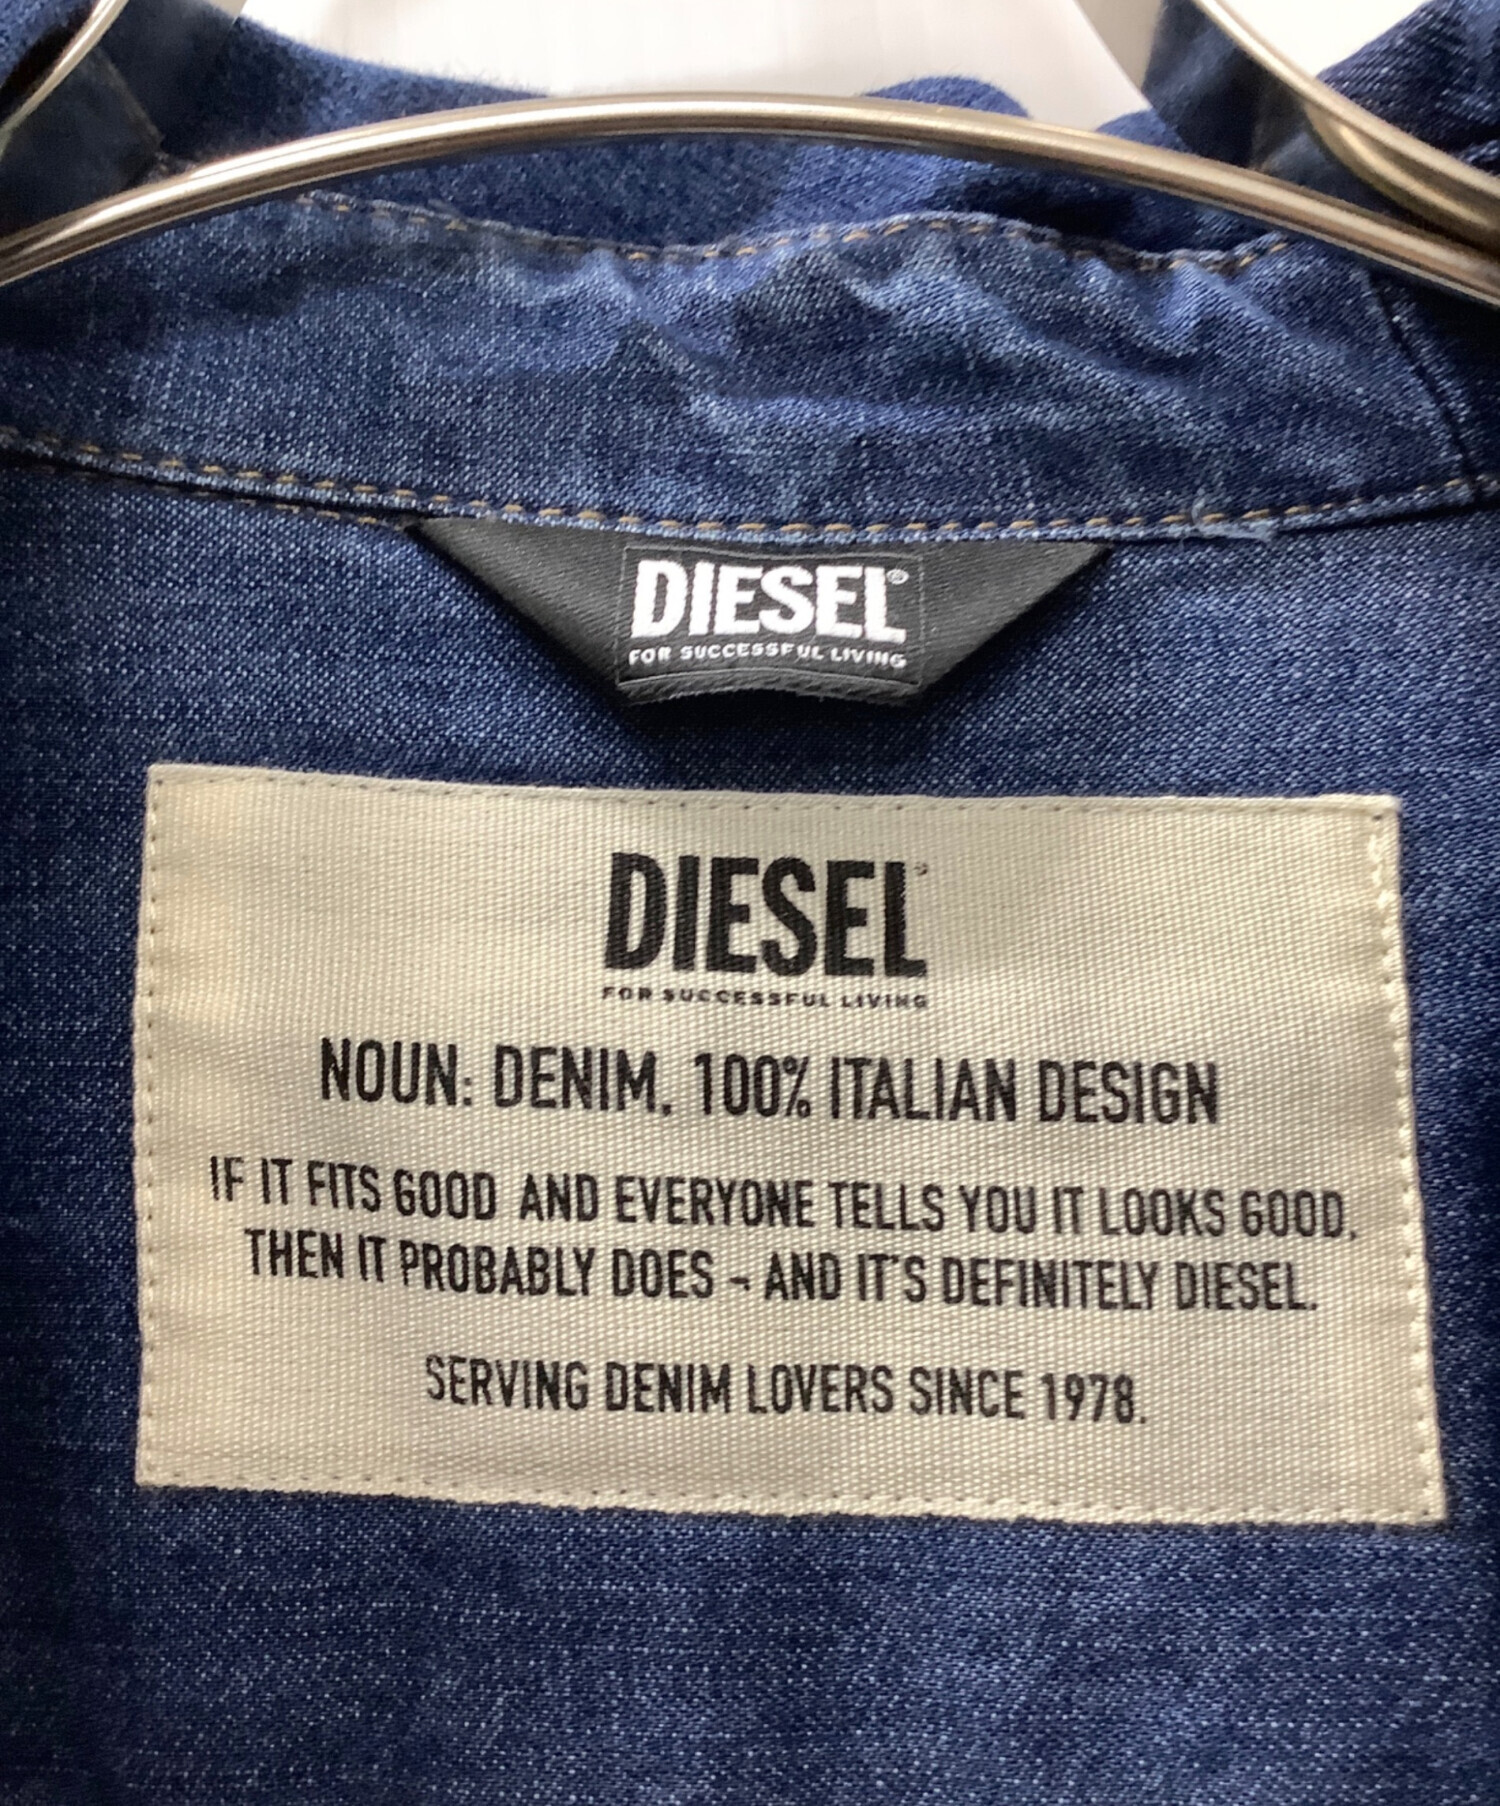 DIESEL®
FOR SUCCESSFUL LIVING
DIESEL
FOR SUCCESSFUL LIVING
NOUN: DENIM. 100% ITALIAN DESIGN
IF IT FITS GOOD AND EVERYONE TELLS YOU IT LOOKS GOOD,
THEN IT PROBABLY DOES - AND IT'S DEFINITELY DIESEL.
SERVING DENIM LOVERS SINCE 1978.